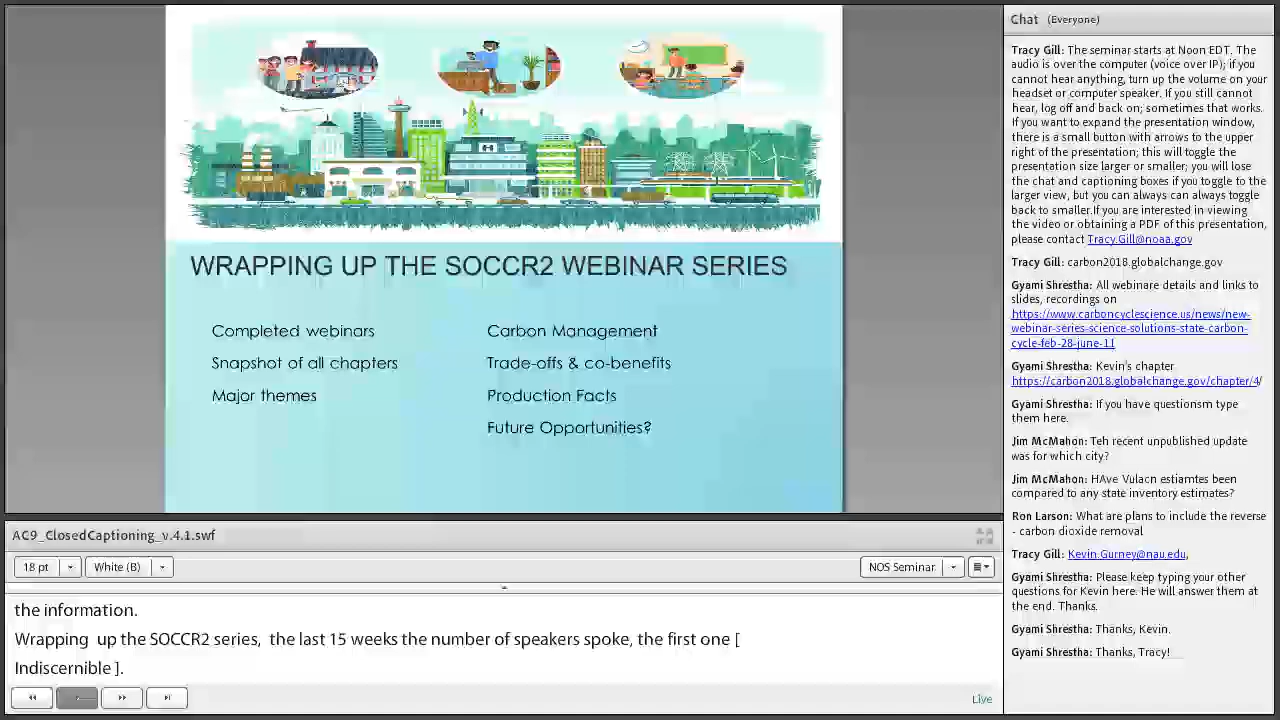 WRAPPING UP THE SOCCR2 WEBINAR SERIES
Completed webinars
Snapshot of all chapters
Major themes
Carbon Management
Trade-offs & co-benefits
Production Facts
Future Opportunities?
AC9_ClosedCaptioning_v.4.1.swf
18 pt
White (B)
NOS Seminar
the information.
Wrapping up the SOCCR2 series, the last 15 weeks the number of speakers spoke, the first one [
Indiscernible ].
Live
Chat (Everyone)
Tracy Gill: The seminar starts at Noon EDT. The
audio is over the computer (voice over IP); if you
cannot hear anything, turn up the volume on your
headset or computer speaker. If you still cannot
hear, log off and back on; sometimes that works.
If you want to expand the presentation window,
there is a small button with arrows to the upper
right of the presentation; this will toggle the
presentation size larger or smaller; you will lose
the chat and captioning boxes if you toggle to the
larger view, but you can always can always toggle
back to smaller.If you are interested in viewing
the video or obtaining a PDF of this presentation,
please contact Tracy.Gill@noaa.gov
Tracy Gill: carbon2018.globalchange.gov
Gyami Shrestha: All webinare details and links to
slides, recordings on
https://www.carboncyclescience.us/news/new-
webinar-series-science-solutions-state-carbon-
cycle-feb-28-june-11
Gyami Shrestha: Kevin's chapter
https://carbon2018.globalchange.gov/chapter/4/
Gyami Shrestha: If you have questionsm type
them here.
Jim McMahon: Teh recent unpublished update
was for which city?
Jim McMahon: HAve Vulacn estiamtes been
compared to any state inventory estimates?
Ron Larson: What are plans to include the reverse
- carbon dioxide removal
Tracy Gill: Kevin.Gurney@nau.edu,
Gyami Shrestha: Please keep typing your other
questions for Kevin here. He will answer them at
the end. Thanks.
Gyami Shrestha: Thanks, Kevin.
Gyami Shrestha: Thanks, Tracy!